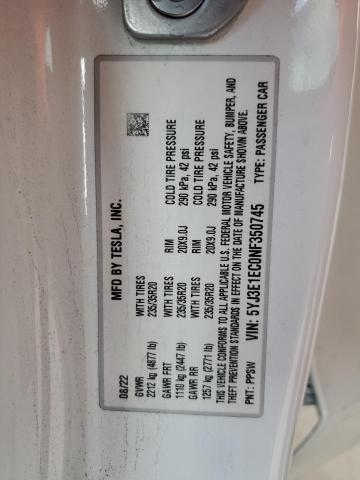 MFD BY TESLA, INC.
08/22
GVWR WITH TIRES RIM COLD TIRE PRESSURE
2212 kg (4877 lb) 235/35R20 20X9.0J 290 kPa, 42 psi
GAWR FRT WITH TIRES RIM COLD TIRE PRESSURE
1110 kg (2447 lb) 235/35R20 20X9.0J 290 kPa, 42 psi
GAWR RR
1257 kg (2771 lb) 235/35R20
THIS VEHICLE CONFORMS TO ALL APPLICABLE U.S. FEDERAL MOTOR VEHICLE SAFETY, BUMPER, AND
THEFT PREVENTION STANDARDS IN EFFECT ON THE DATE OF MANUFACTURE SHOWN ABOVE.
VIN: 5YJ3E1EC0NF350745
PNT: PPSW TYPE: PASSENGER CAR